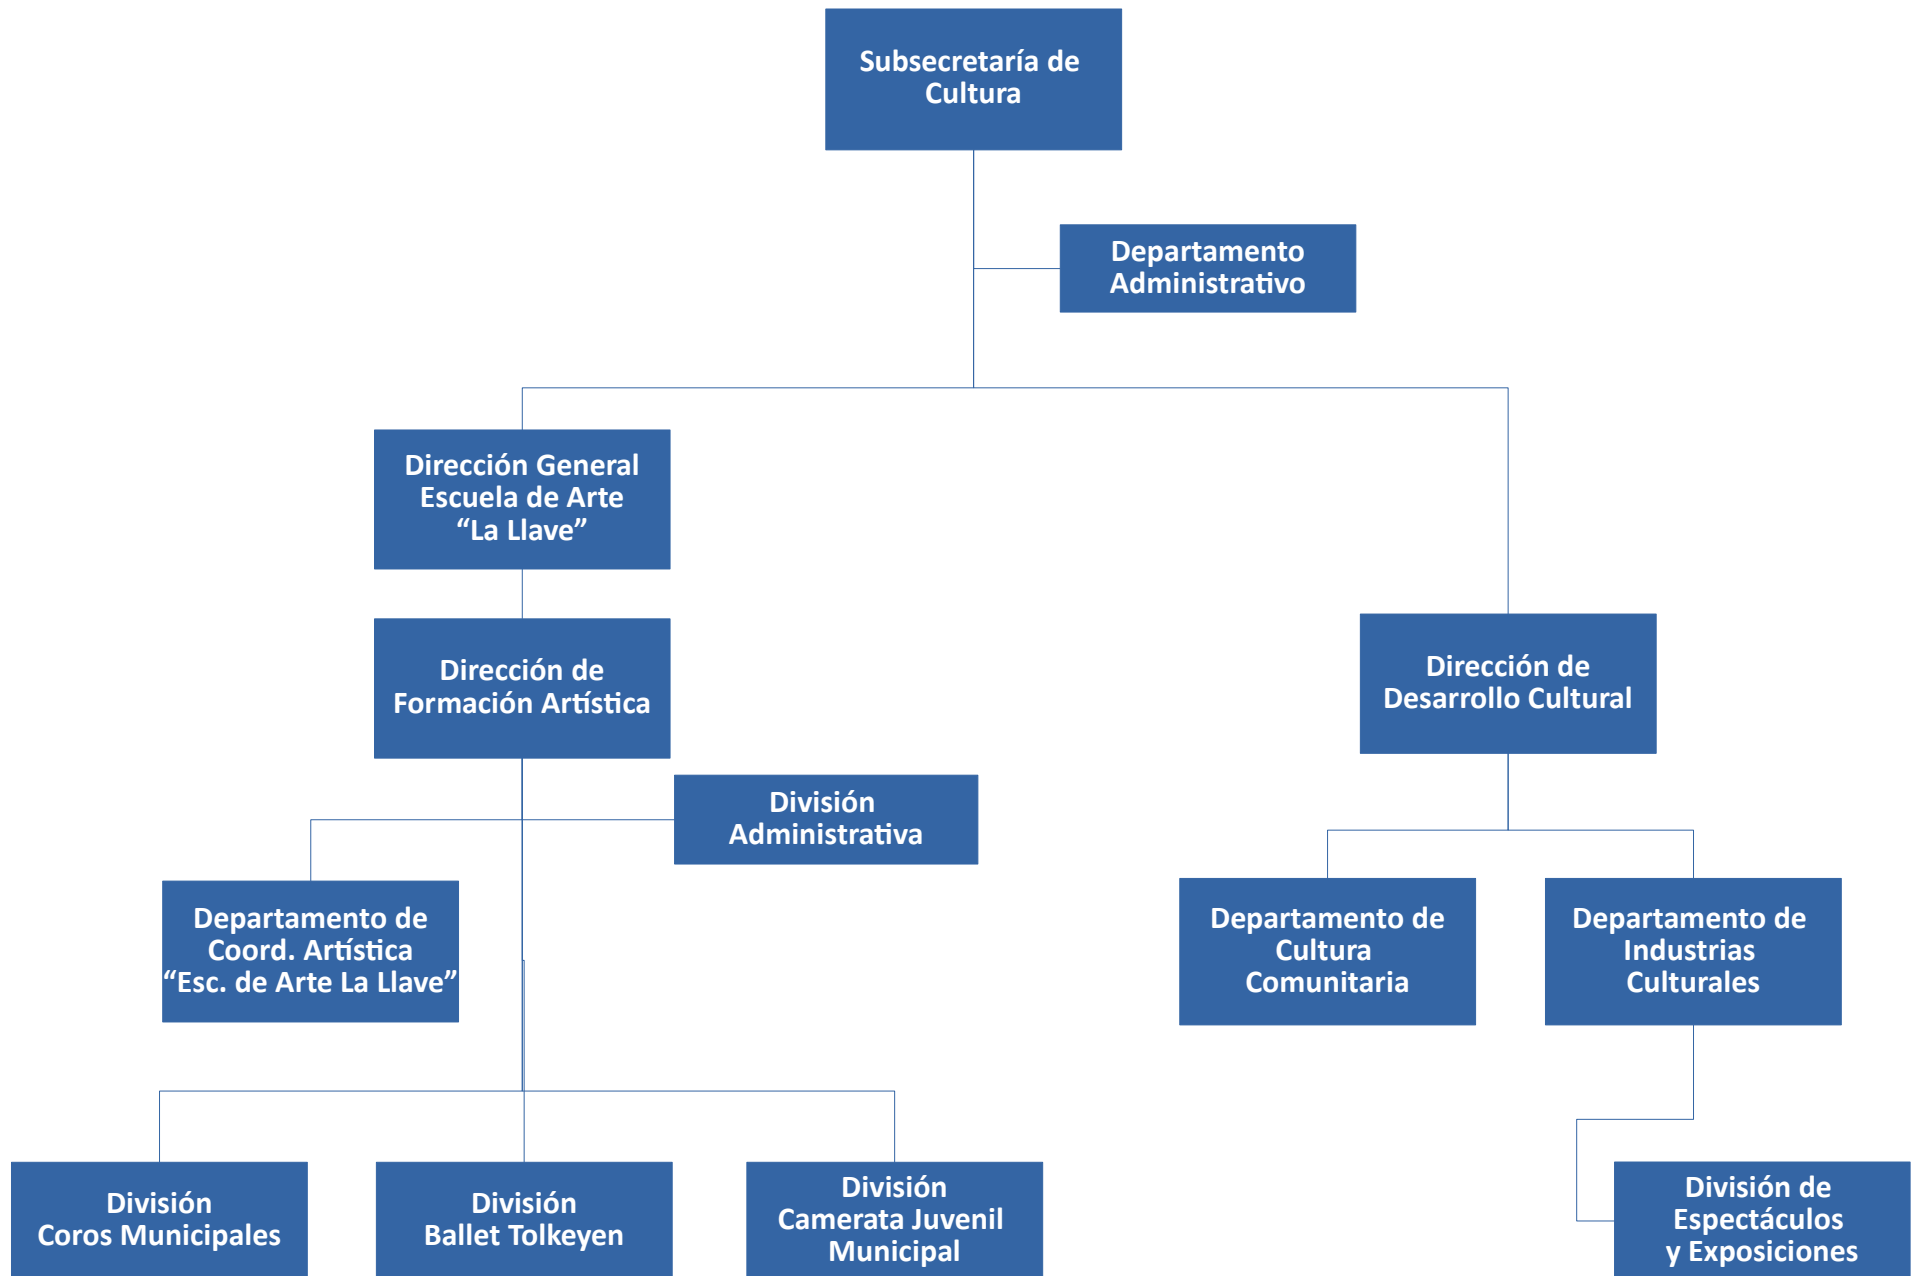 Subsecretaría de
Cultura
Departamento
Administrativo
Dirección General
Escuela de Arte
“La Llave”
Dirección de
Formación Artística
Dirección de
Desarrollo Cultural
División
Administrativa
Departamento de
Coord. Artística
“Esc. de Arte La Llave”
Departamento de
Cultura
Comunitaria
Departamento de
Industrias
Culturales
División
Coros Municipales
División
Ballet Tolkeyen
División
Camerata Juvenil
Municipal
División de
Espectáculos
y Exposiciones